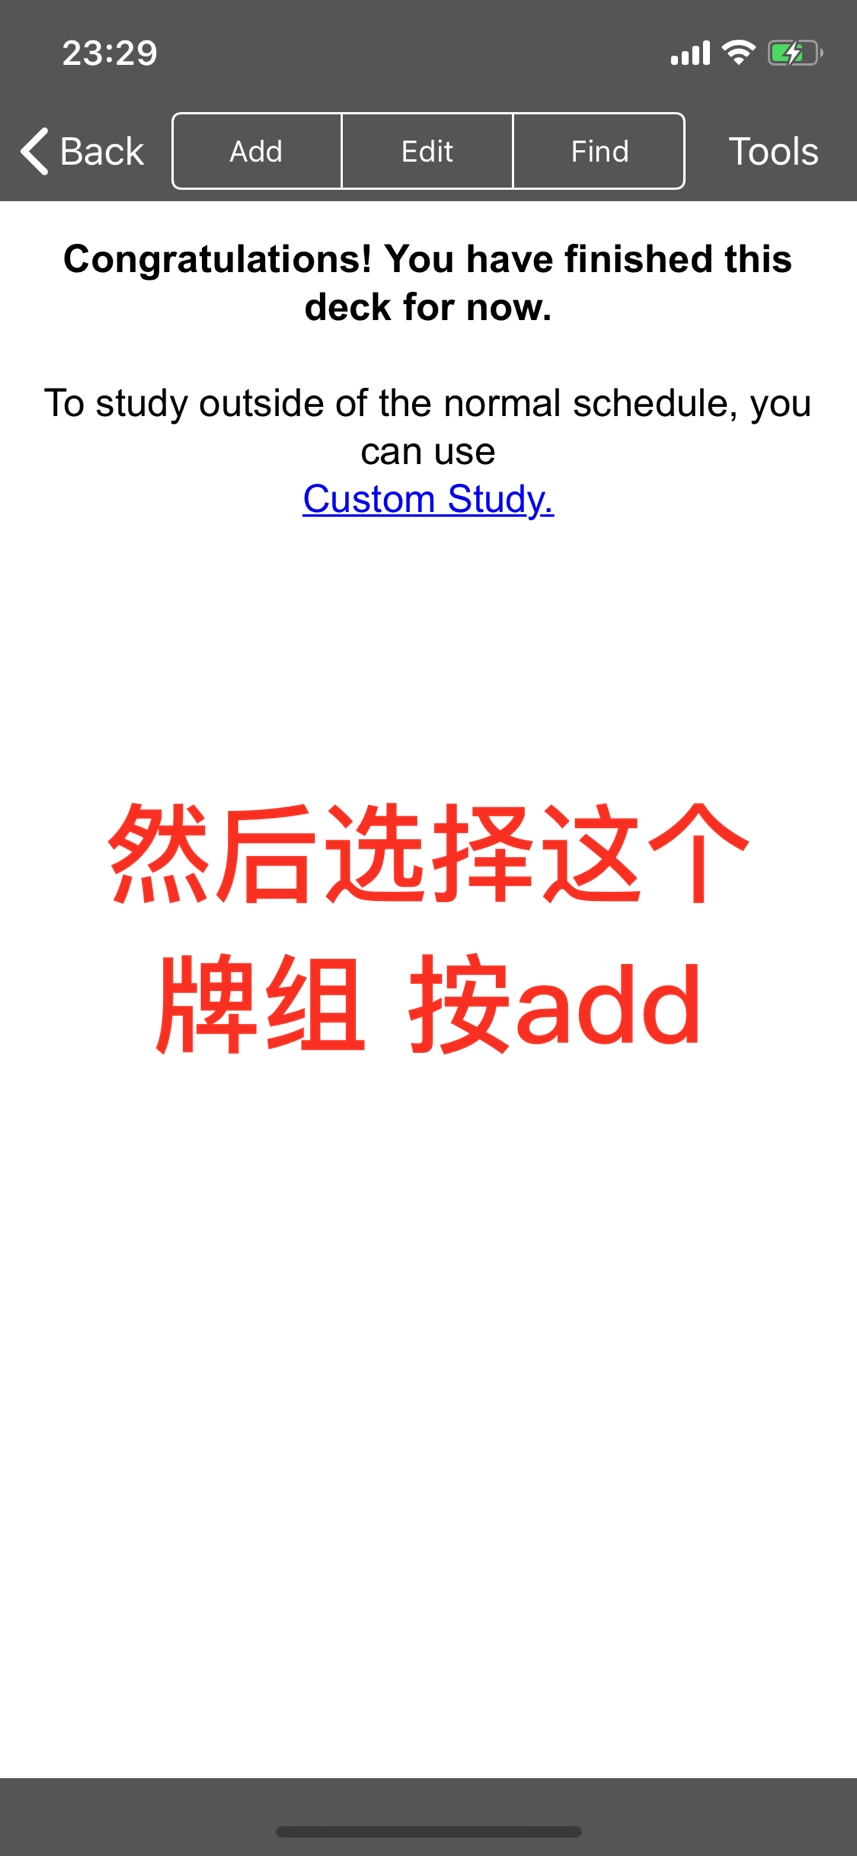 23:29
Back Add Edit Find Tools
Congratulations! You have finished this
deck for now.
To study outside of the normal schedule, you
can use
Custom Study.
然后选择这个
牌组 按add